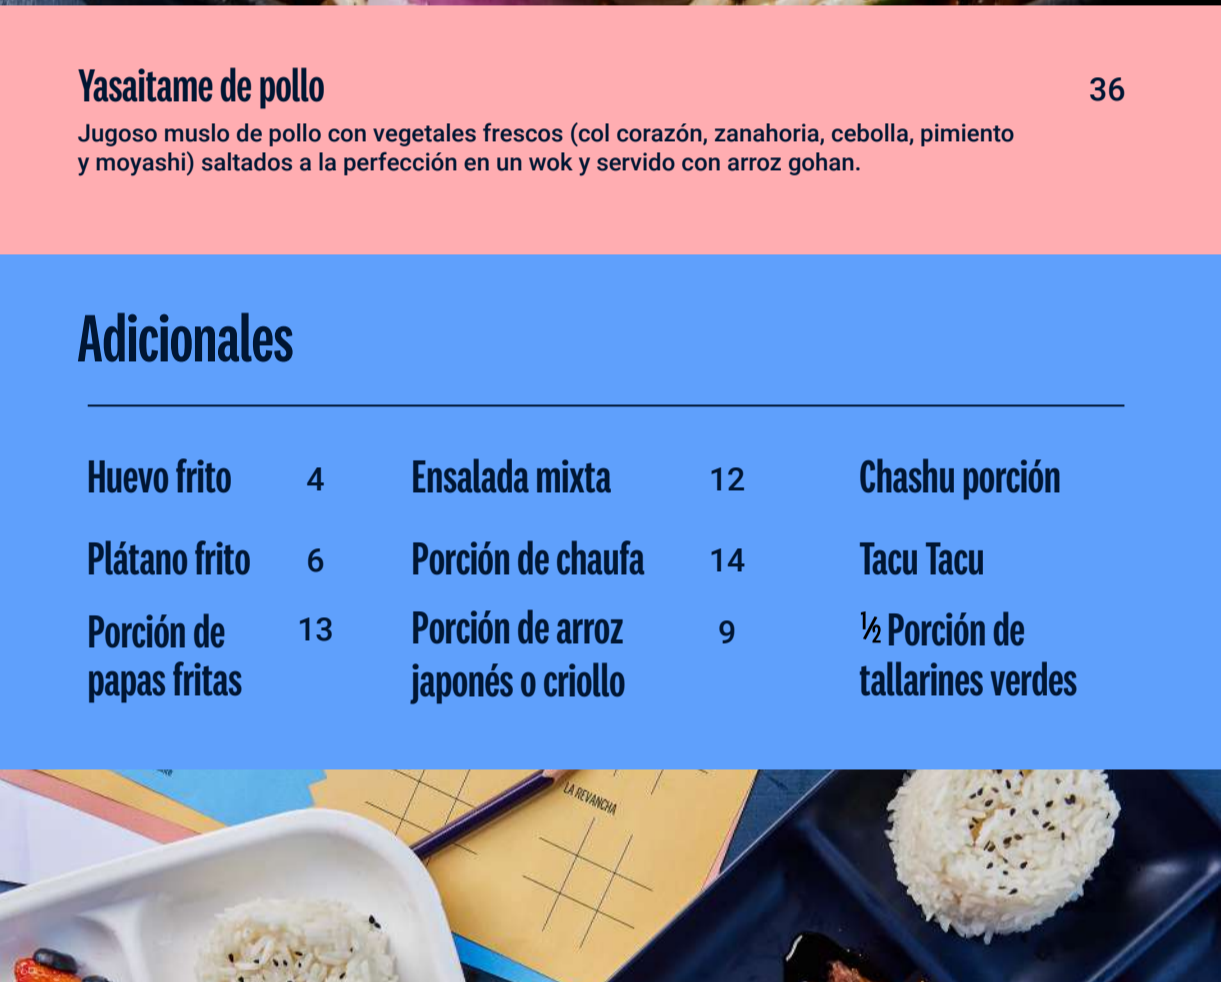 Yasaitame de pollo 36
Jugoso muslo de pollo con vegetales frescos (col corazón, zanahoria, cebolla, pimiento
y moyashi) saltados a la perfección en un wok y servido con arroz gohan.
Adicionales
Huevo frito 4
Plátano frito 6
Porción de 13
papas fritas
Ensalada mixta 12
Porción de chaufa 14
Porción de arroz 9
japonés o criollo
Chashu porción
Tacu Tacu
½ Porción de
tallarines verdes
LA REVANCHA